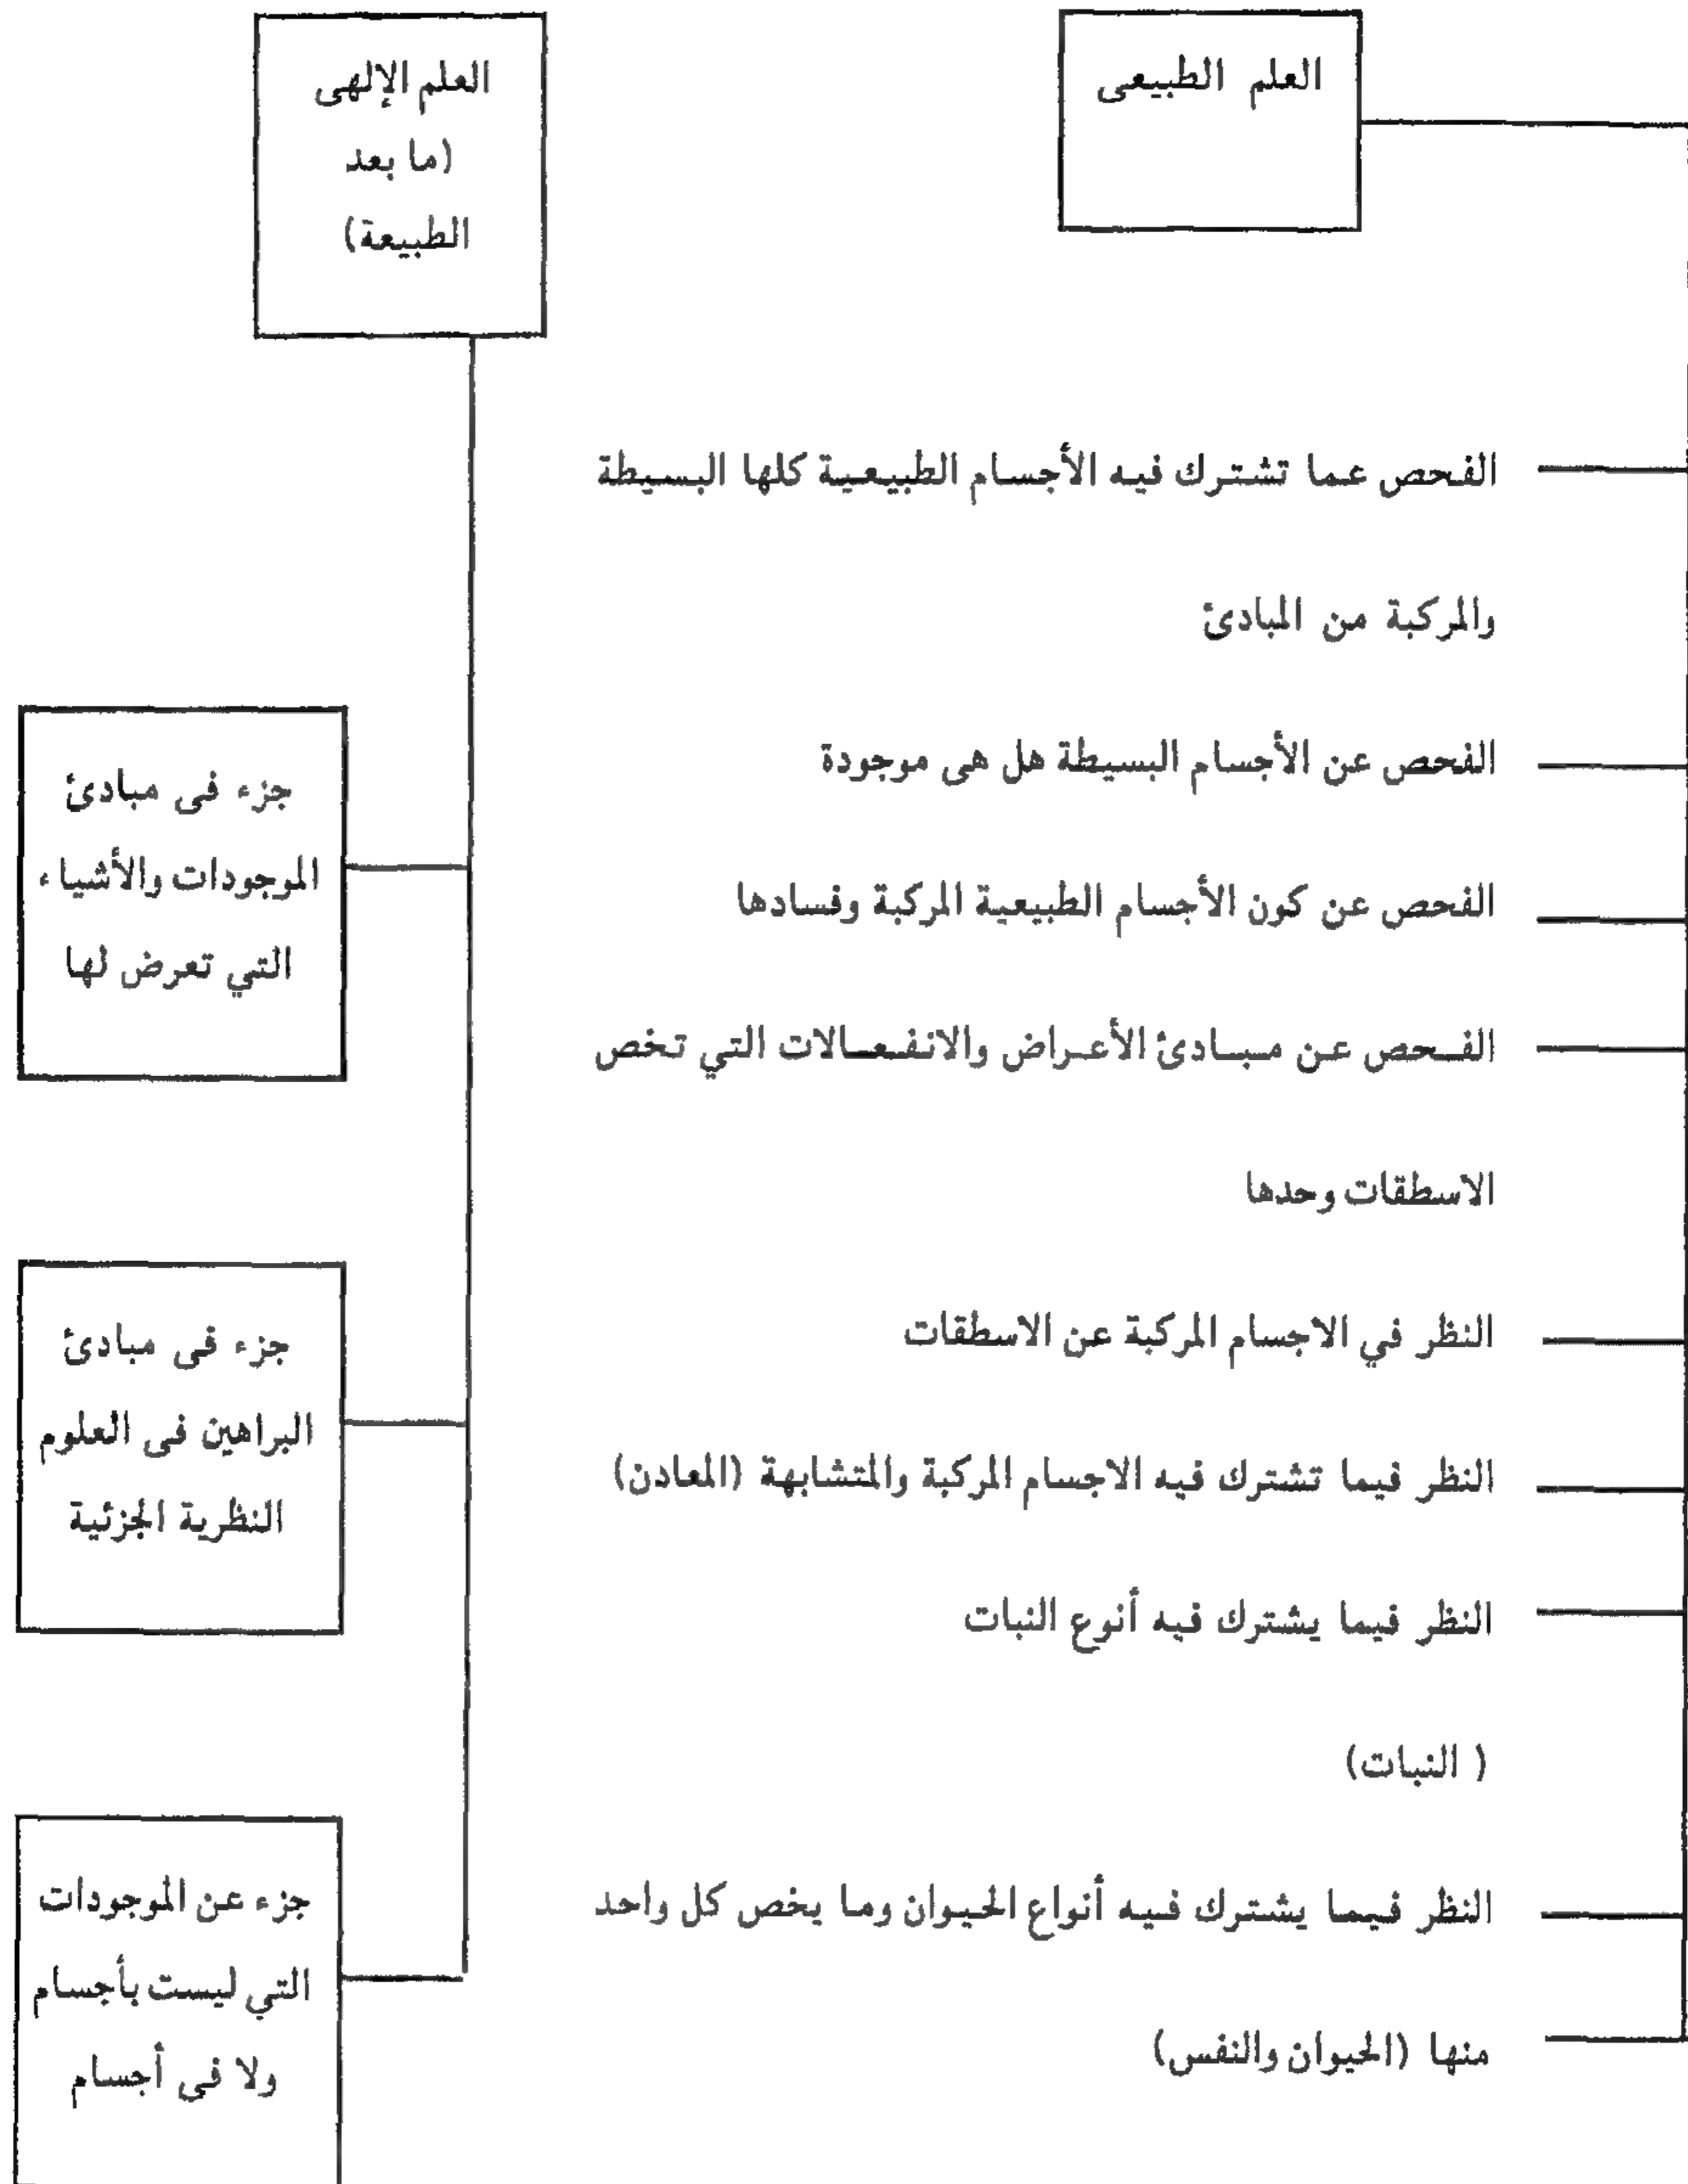 العلم الطبيعى
الفحص عما تشترك فيه الأجسام الطبيعية كلها البسيطة
والمركبة من المبادئ
الفحص عن الأجسام البسيطة هل هى موجودة
الفحص عن كون الأجسام الطبيعية المركبة وفسادها
الفحص عن مبادئ الأعراض والانفعالات التي تخص
الاسطقات وحدها
النظر في الاجسام المركبة عن الاسطقات
النظر فيما تشترك فيه الاجسام المركبة والمتشابهة (المعادن)
النظر فيما يشترك فيه أنوع النبات
( النبات)
النظر فيما يشترك فيه أنواع الحيوان وما يخص كل واحد
منها (الحيوان والنفس)
العلم الإلهى
(ما بعد
الطبيعة)
جزء فى مبادئ
الموجودات والأشياء
التي تعرض لها
جزء فى مبادئ
البراهين فى العلوم
النظرية الجزئية
جزء عن الموجودات
التي ليست بأجسام
ولا فى أجسام